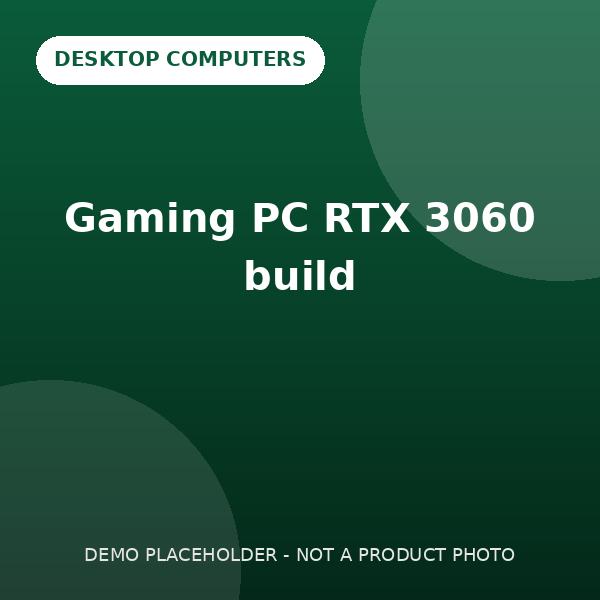 DESKTOP COMPUTERS
Gaming PC RTX 3060
build
DEMO PLACEHOLDER - NOT A PRODUCT PHOTO